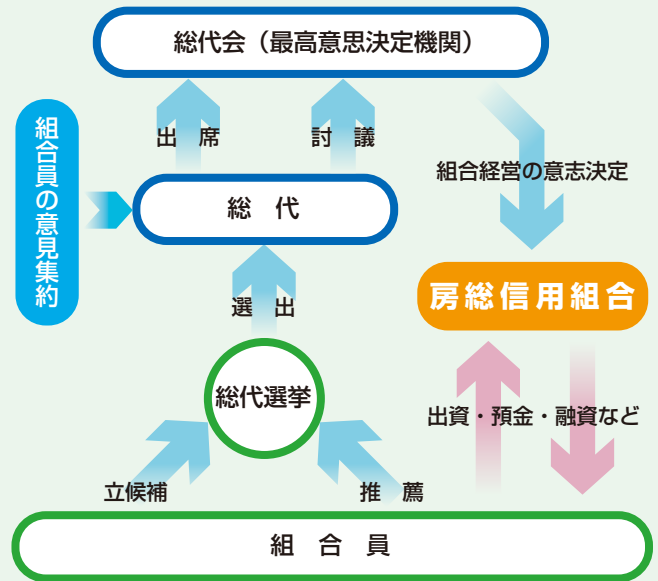 総代会（最高意思決定機関）
出席
討議
組合員の意見集約
組合経営の意志決定
総代
房総信用組合
選出
総代選挙
出資・預金・融資など
立候補
推薦
組合員